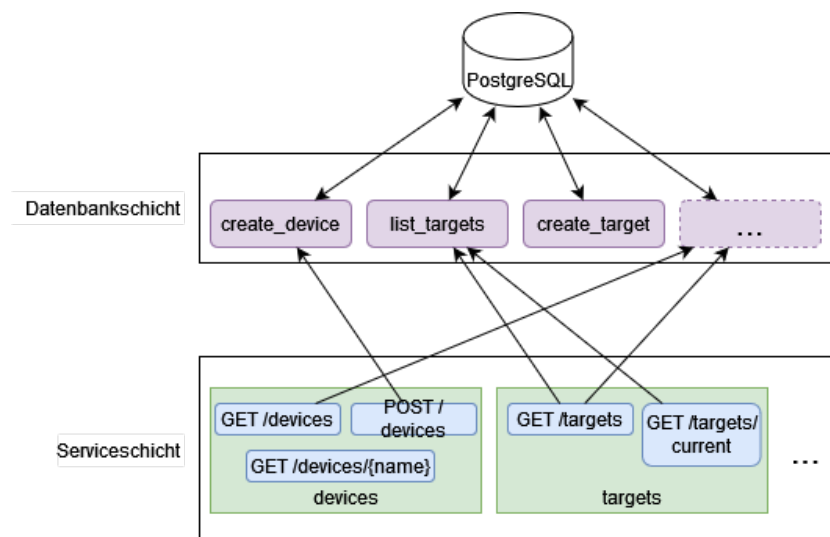 PostgreSQL
Datenbankschicht
create_device
list_targets
create_target
...
Serviceschicht
GET /devices
POST /
devices
GET /devices/{name}
devices
GET /targets
GET /targets/
current
targets
...